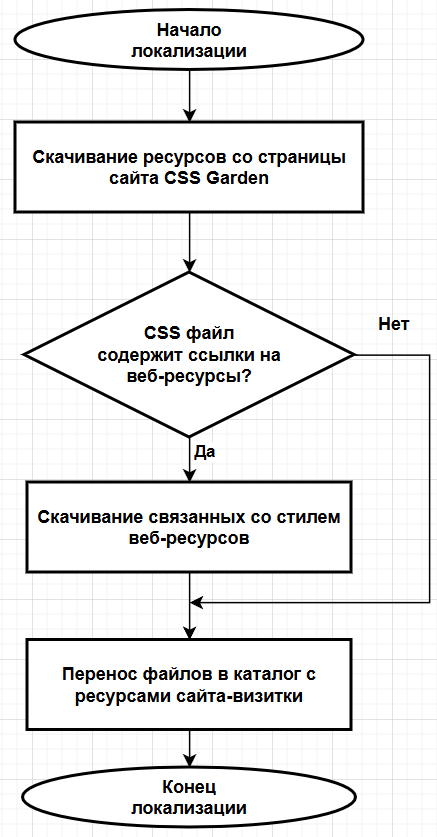 Начало
локализации
Скачивание ресурсов со страницы
сайта CSS Garden
CSS файл
содержит ссылки на
веб-ресурсы?
Нет
Да
Скачивание связанных со стилем
веб-ресурсов
Перенос файлов в каталог с
ресурсами сайта-визитки
Конец
локализации